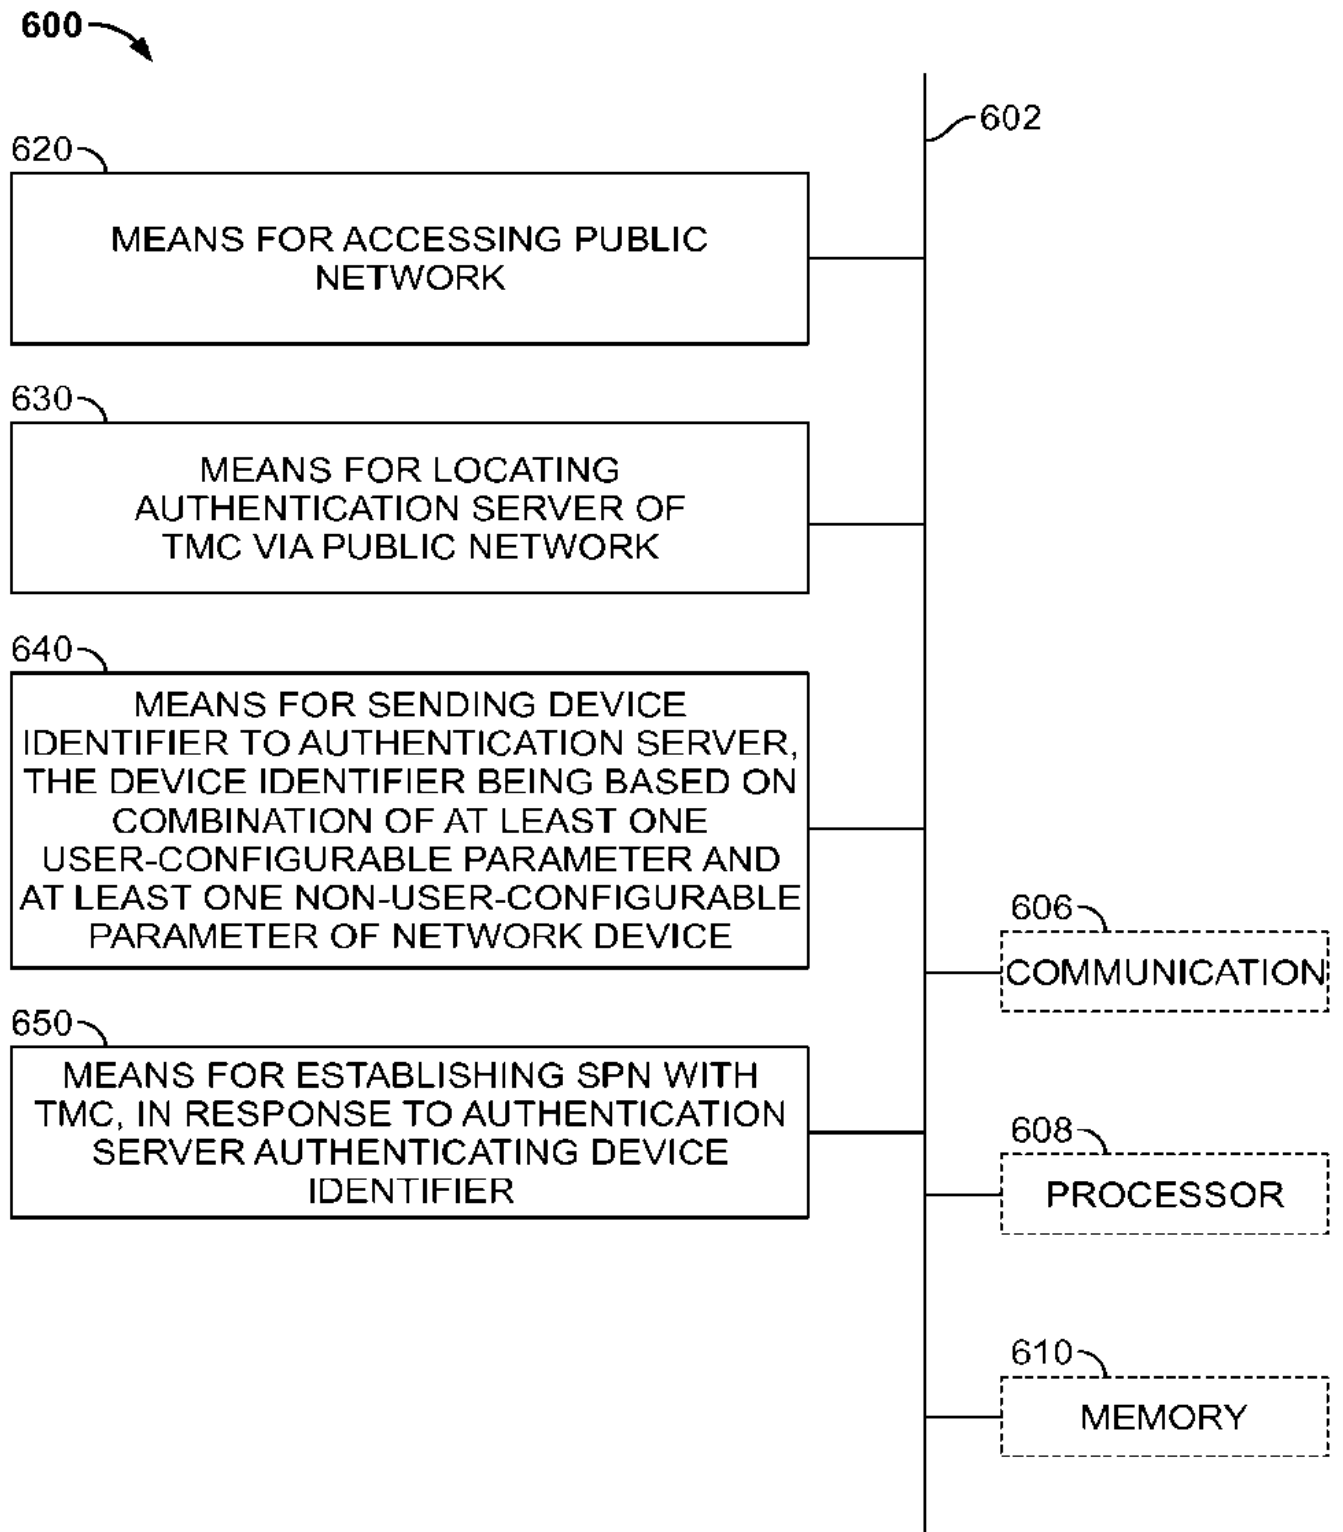 600
602
620
MEANS FOR ACCESSING PUBLIC
NETWORK
630
MEANS FOR LOCATING
AUTHENTICATION SERVER OF
TMC VIA PUBLIC NETWORK
640
MEANS FOR SENDING DEVICE
IDENTIFIER TO AUTHENTICATION SERVER,
THE DEVICE IDENTIFIER BEING BASED ON
COMBINATION OF AT LEAST ONE
USER-CONFIGURABLE PARAMETER AND
AT LEAST ONE NON-USER-CONFIGURABLE
PARAMETER OF NETWORK DEVICE
606
COMMUNICATION
650
MEANS FOR ESTABLISHING SPN WITH
TMC, IN RESPONSE TO AUTHENTICATION
SERVER AUTHENTICATING DEVICE
IDENTIFIER
608
PROCESSOR
610
MEMORY